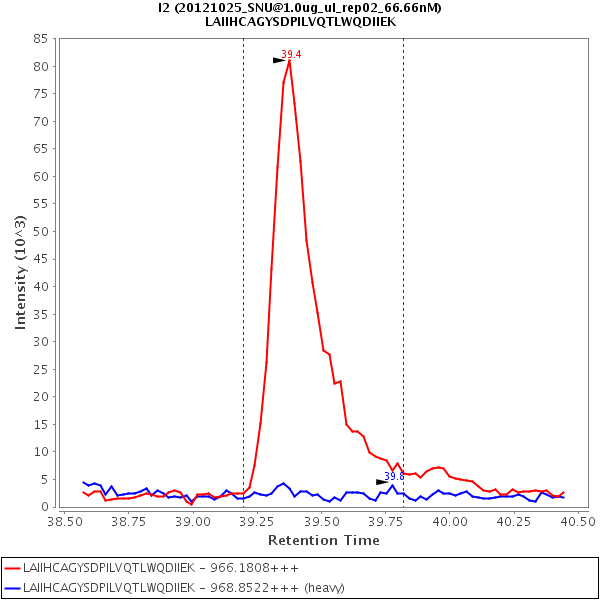 I2 (20121025_SNU@1.0ug_ul_rep02_66.66nM)
LAIIHCAGYSDPILVQTLWQDIIEK
85
80
75
70
65
60
55
50
45
40
35
30
25
20
15
10
5
0
Intensity (10^3)
39.4
39.8
38.50 38.75 39.00 39.25 39.50 39.75 40.00 40.25 40.50
Retention Time
LAIIHCAGYSDPILVQTLWQDIIEK - 966.1808+++
LAIIHCAGYSDPILVQTLWQDIIEK - 968.8522+++ (heavy)